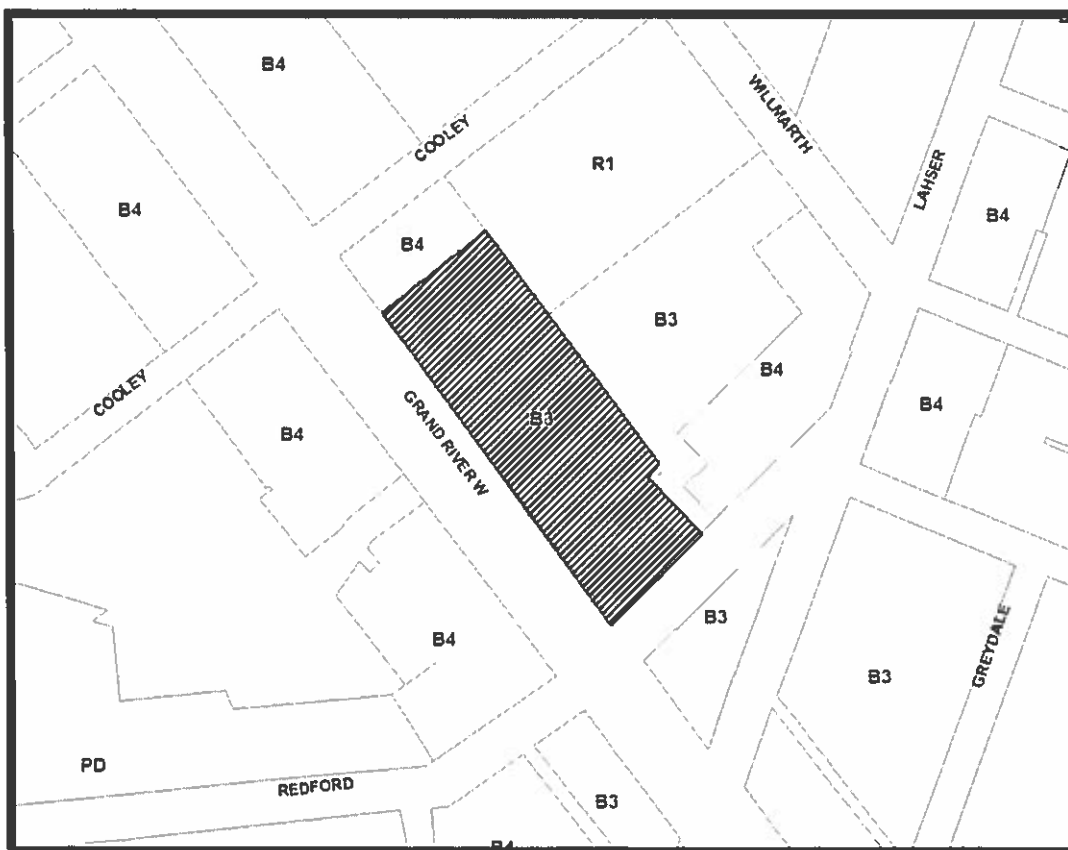 B4
COOLEY
WILLMARTH
R1
LAHSER
B4
B4
B4
B3
B4
B4
COOLEY
GRAND RIVER W
B3
B4
B4
B3
GREYDALE
B3
PD
REDFORD
B3
B4